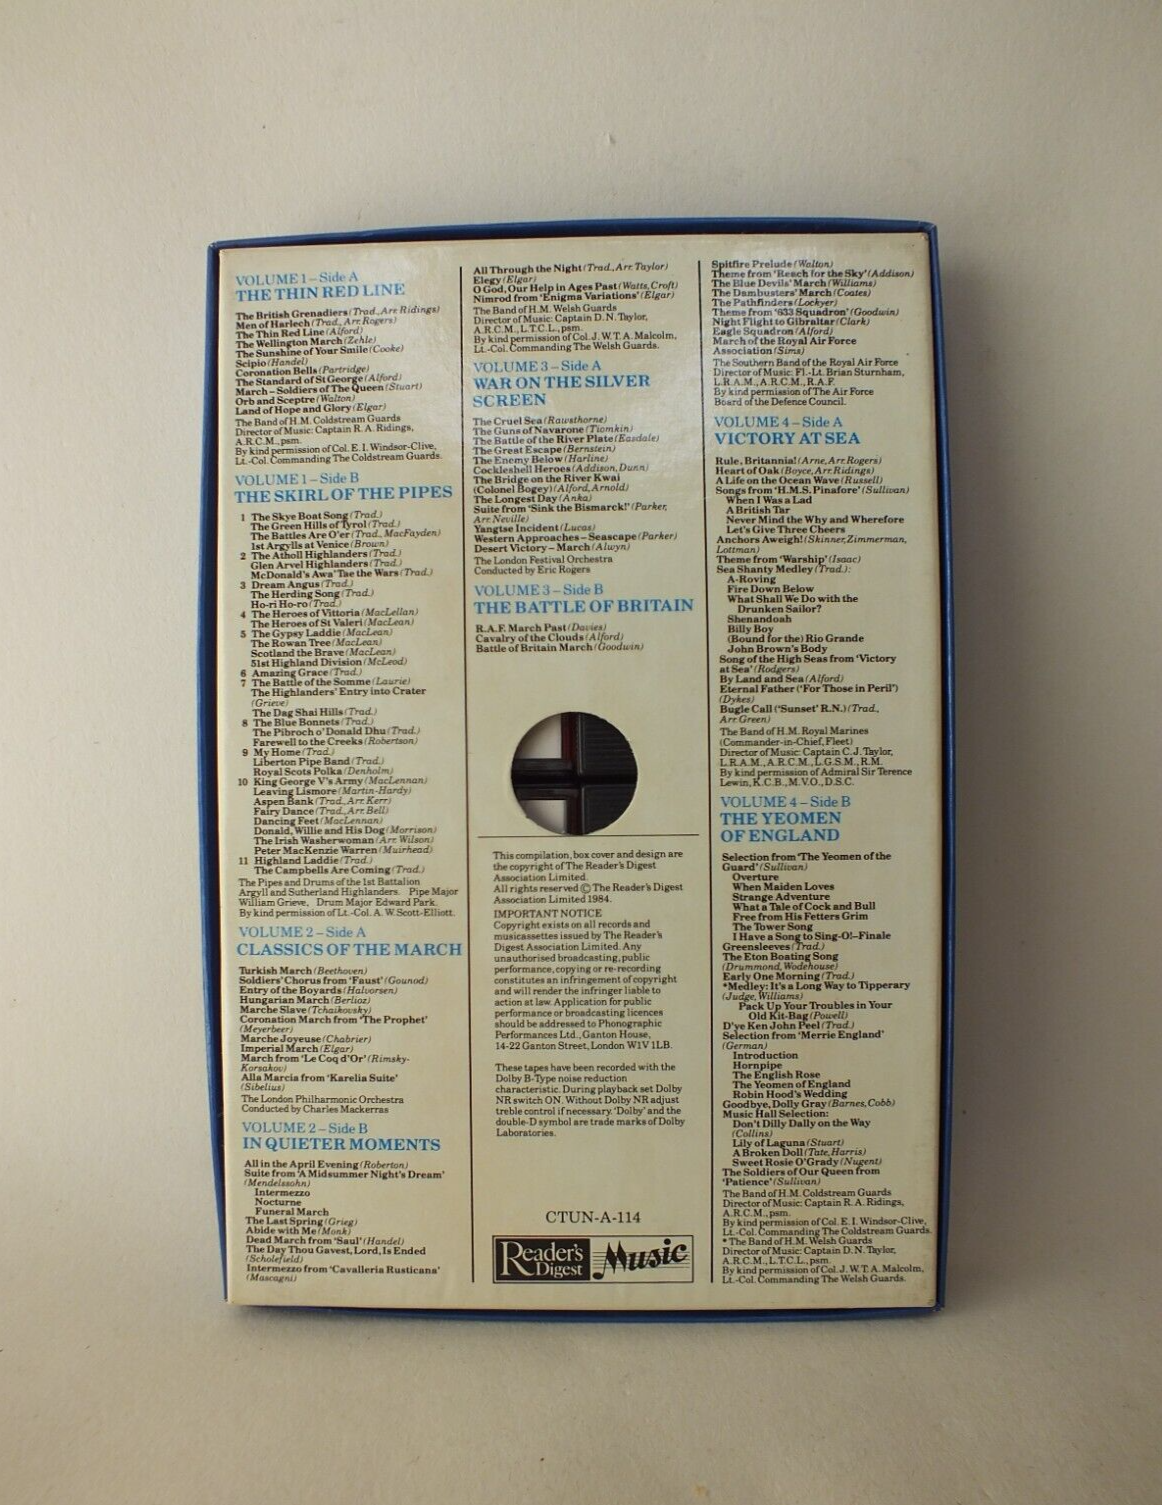 VOLUME 1 – Side A
THE THIN RED LINE
The British Grenadiers (Trad., Arr. Ridings)
Men of Harlech (Trad., Arr. Rogers)
The Thin Red Line (Alford)
The Wellington March (Zehle)
The Sunshine of Your Smile (Cooke)
Scipio (Handel)
Coronation Bells (Partridge)
The Standard of St George (Alford)
March – Soldiers of The Queen (Stuart)
Orb and Sceptre (Walton)
Land of Hope and Glory (Elgar)
The Band of H.M. Coldstream Guards
Director of Music: Captain R. A. Ridings,
A.R.C.M., psm.
By kind permission of Col. E. I. Windsor-Clive,
Lt.-Col. Commanding The Coldstream Guards.
VOLUME 1 – Side B
THE SKIRL OF THE PIPES
1 The Skye Boat Song (Trad.)
The Green Hills of Tyrol (Trad.)
The Battles Are O'er (Trad., MacFayden)
1st Argylls at Venice (Brown)
2 The Atholl Highlanders (Trad.)
Glen Arvel Highlanders (Trad.)
McDonald's Awa' Tae the Wars (Trad.)
3 Dream Angus (Trad.)
The Herding Song (Trad.)
Ho-ri Ho-ro (Trad.)
4 The Heroes of Vittoria (MacLellan)
The Heroes of St Valeri (MacLean)
5 The Gypsy Laddie (MacLean)
The Rowan Tree (MacLean)
Scotland the Brave (MacLean)
51st Highland Division (McLeod)
6 Amazing Grace (Trad.)
7 The Battle of the Somme (Laurie)
The Highlanders' Entry into Crater
(Grieve)
The Dag Shai Hills (Trad.)
8 The Blue Bonnets (Trad.)
The Pibroch o' Donald Dhu (Trad.)
Farewell to the Creeks (Robertson)
9 My Home (Trad.)
Liberton Pipe Band (Trad.)
Royal Scots Polka (Denholm)
10 King George V's Army (MacLennan)
Leaving Lismore (Martin-Hardy)
Aspen Bank (Trad., Arr. Kerr)
Fairy Dance (Trad., Arr. Bell)
Dancing Feet (MacLennan)
Donald, Willie and His Dog (Morrison)
The Irish Washerwoman (Arr. Wilson)
Peter MacKenzie Warren (Muirhead)
11 Highland Laddie (Trad.)
The Campbells Are Coming (Trad.)
The Pipes and Drums of the 1st Battalion
Argyll and Sutherland Highlanders. Pipe Major
William Grieve, Drum Major Edward Park.
By kind permission of Lt.-Col. A. W. Scott-Elliott.
VOLUME 2 – Side A
CLASSICS OF THE MARCH
Turkish March (Beethoven)
Soldiers' Chorus from 'Faust' (Gounod)
Entry of the Boyards (Halvorsen)
Hungarian March (Berlioz)
Marche Slave (Tchaikovsky)
Coronation March from 'The Prophet'
(Meyerbeer)
Marche Joyeuse (Chabrier)
Imperial March (Elgar)
March from 'Le Coq d'Or' (Rimsky-
Korsakov)
Alla Marcia from 'Karelia Suite'
(Sibelius)
The London Philharmonic Orchestra
Conducted by Charles Mackerras
VOLUME 2 – Side B
IN QUIETER MOMENTS
All in the April Evening (Roberton)
Suite from 'A Midsummer Night's Dream'
(Mendelssohn)
Intermezzo
Nocturne
Funeral March
The Last Spring (Grieg)
Abide with Me (Monk)
Dead March from 'Saul' (Handel)
The Day Thou Gavest, Lord, Is Ended
(Scholefield)
Intermezzo from 'Cavalleria Rusticana'
(Mascagni)
All Through the Night (Trad., Arr. Taylor)
Elegy (Elgar)
O God, Our Help in Ages Past (Watts, Croft)
Nimrod from 'Enigma Variations' (Elgar)
The Band of H.M. Welsh Guards
Director of Music: Captain D. N. Taylor,
A.R.C.M., L.T.C.L., psm.
By kind permission of Col. J. W. T. A. Malcolm,
Lt.-Col. Commanding The Welsh Guards.
VOLUME 3 – Side A
WAR ON THE SILVER
SCREEN
The Cruel Sea (Rawsthorne)
The Guns of Navarone (Tiomkin)
The Battle of the River Plate (Easdale)
The Great Escape (Bernstein)
The Enemy Below (Harline)
Cockleshell Heroes (Addison, Dunn)
The Bridge on the River Kwai
(Colonel Bogey) (Alford, Arnold)
The Longest Day (Anka)
Suite from 'Sink the Bismarck!' (Parker,
Arr. Neville)
Yangtse Incident (Lucas)
Western Approaches – Seascape (Parker)
Desert Victory – March (Alwyn)
The London Festival Orchestra
Conducted by Eric Rogers
VOLUME 3 – Side B
THE BATTLE OF BRITAIN
R.A.F. March Past (Davies)
Cavalry of the Clouds (Alford)
Battle of Britain March (Goodwin)
This compilation, box cover and design are
the copyright of The Reader's Digest
Association Limited.
All rights reserved © The Reader's Digest
Association Limited 1984.
IMPORTANT NOTICE
Copyright exists on all records and
musicassettes issued by The Reader's
Digest Association Limited. Any
unauthorised broadcasting, public
performance, copying or re-recording
constitutes an infringement of copyright
and will render the infringer liable to
action at law. Application for public
performance or broadcasting licences
should be addressed to Phonographic
Performances Ltd., Ganton House,
14-22 Ganton Street, London W1V 1LB.
These tapes have been recorded with the
Dolby B-Type noise reduction
characteristic. During playback set Dolby
NR switch ON. Without Dolby NR adjust
treble control if necessary. 'Dolby' and the
double-D symbol are trade marks of Dolby
Laboratories.
CTUN-A-114
Reader's
Digest
Music
Spitfire Prelude (Walton)
Theme from 'Reach for the Sky' (Addison)
The Blue Devils' March (Williams)
The Dambusters' March (Coates)
The Pathfinders (Lockyer)
Theme from '633 Squadron' (Goodwin)
Night Flight to Gibraltar (Clark)
Eagle Squadron (Alford)
March of the Royal Air Force
Association (Sims)
The Southern Band of the Royal Air Force
Director of Music: Fl.-Lt. Brian Sturnham,
L.R.A.M., A.R.C.M., R.A.F.
By kind permission of The Air Force
Board of the Defence Council.
VOLUME 4 – Side A
VICTORY AT SEA
Rule, Britannia! (Arne, Arr. Rogers)
Heart of Oak (Boyce, Arr. Ridings)
A Life on the Ocean Wave (Russell)
Songs from 'H.M.S. Pinafore' (Sullivan)
When I Was a Lad
A British Tar
Never Mind the Why and Wherefore
Let's Give Three Cheers
Anchors Aweigh! (Skinner, Zimmerman,
Lottman)
Theme from 'Warship' (Isaac)
Sea Shanty Medley (Trad.):
A-Roving
Fire Down Below
What Shall We Do with the
Drunken Sailor?
Shenandoah
Billy Boy
(Bound for the) Rio Grande
John Brown's Body
Song of the High Seas from 'Victory
at Sea' (Rodgers)
By Land and Sea (Alford)
Eternal Father ('For Those in Peril')
(Dykes)
Bugle Call ('Sunset' R.N.) (Trad.,
Arr. Green)
The Band of H.M. Royal Marines
(Commander-in-Chief, Fleet)
Director of Music: Captain C. J. Taylor,
L.R.A.M., A.R.C.M., L.G.S.M., R.M.
By kind permission of Admiral Sir Terence
Lewin, K.C.B., M.V.O., D.S.C.
VOLUME 4 – Side B
THE YEOMEN
OF ENGLAND
Selection from 'The Yeomen of the
Guard' (Sullivan)
Overture
When Maiden Loves
Strange Adventure
What a Tale of Cock and Bull
Free from His Fetters Grim
The Tower Song
I Have a Song to Sing-O!–Finale
Greensleeves (Trad.)
The Eton Boating Song
(Drummond, Wodehouse)
Early One Morning (Trad.)
*Medley: It's a Long Way to Tipperary
(Judge, Williams)
Pack Up Your Troubles in Your
Old Kit-Bag (Powell)
D'ye Ken John Peel (Trad.)
Selection from 'Merrie England'
(German)
Introduction
Hornpipe
The English Rose
The Yeomen of England
Robin Hood's Wedding
Goodbye, Dolly Gray (Barnes, Cobb)
Music Hall Selection:
Don't Dilly Dally on the Way
(Collins)
Lily of Laguna (Stuart)
A Broken Doll (Tate, Harris)
Sweet Rosie O'Grady (Nugent)
The Soldiers of Our Queen from
'Patience' (Sullivan)
The Band of H.M. Coldstream Guards
Director of Music: Captain R. A. Ridings,
A.R.C.M., psm.
By kind permission of Col. E. I. Windsor-Clive,
Lt.-Col. Commanding The Coldstream Guards.
*The Band of H.M. Welsh Guards
Director of Music: Captain D. N. Taylor,
A.R.C.M., L.T.C.L., psm.
By kind permission of Col. J. W. T. A. Malcolm,
Lt.-Col. Commanding The Welsh Guards.